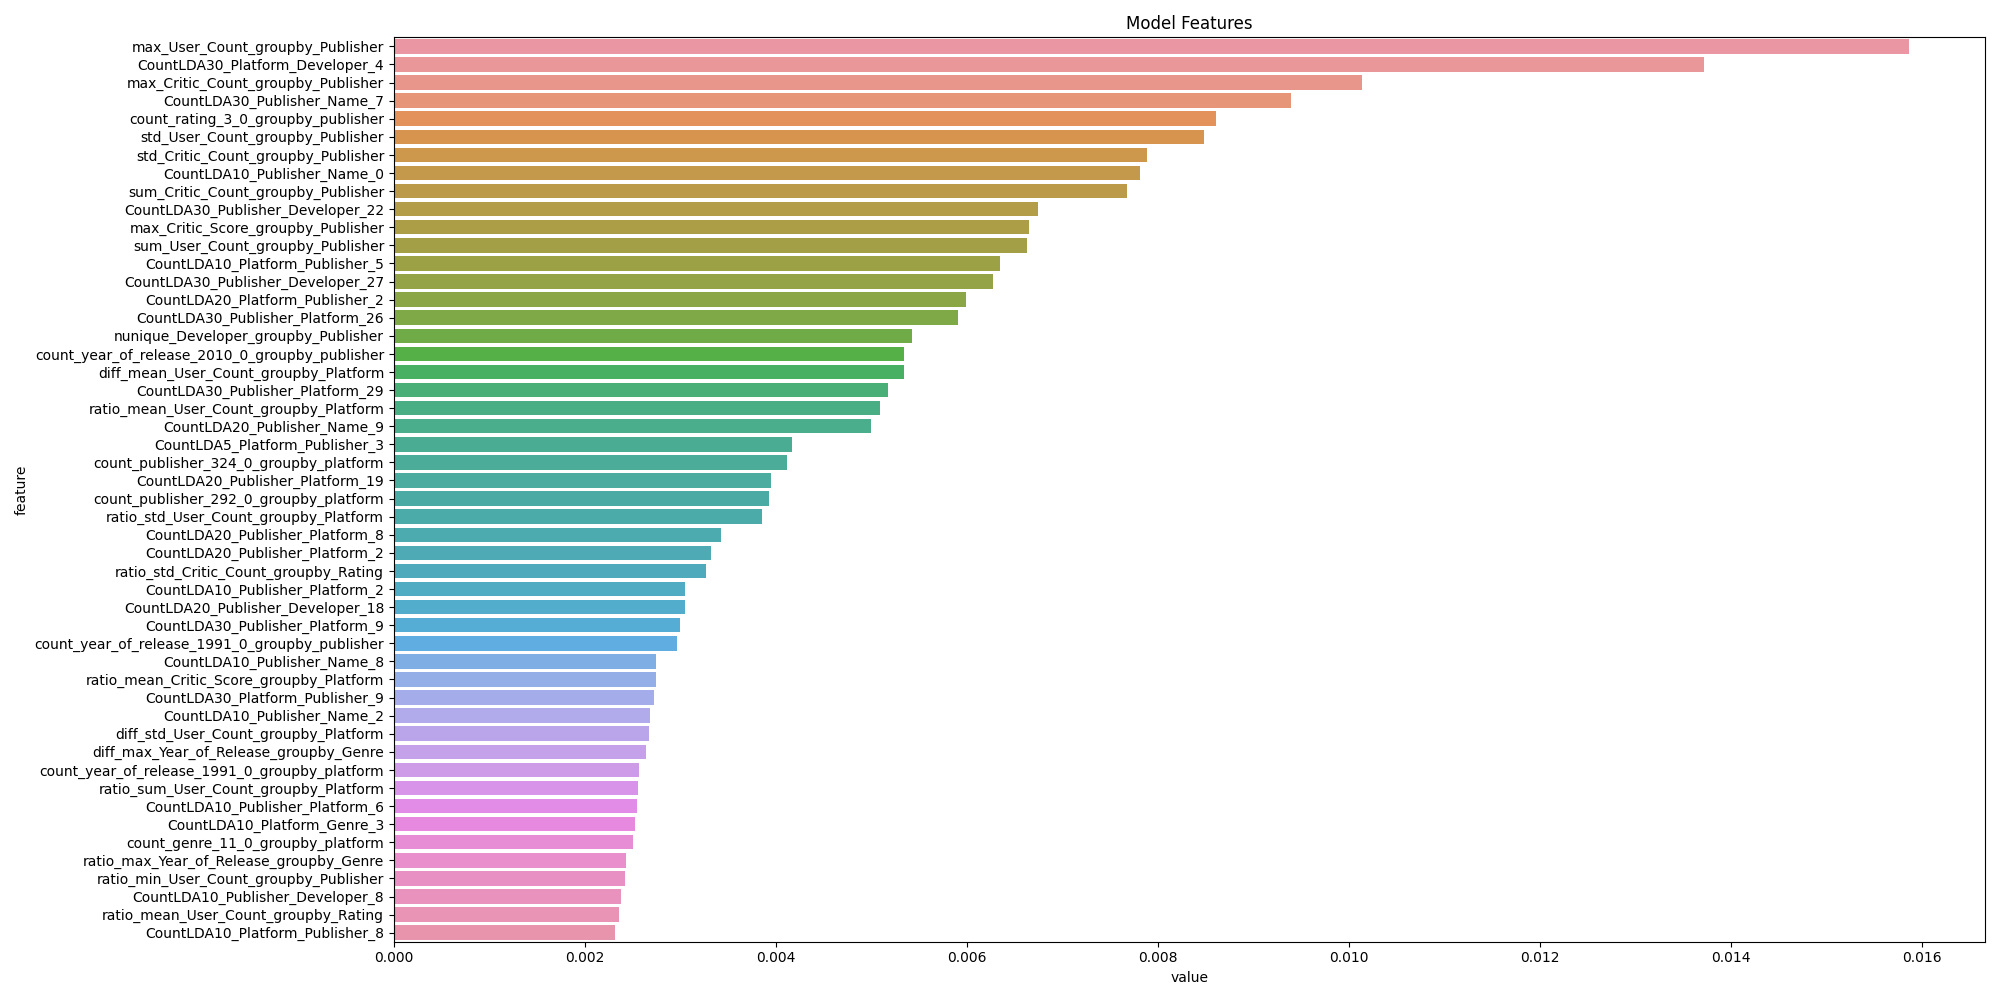 Model Features
max_User_Count_groupby_Publisher
CountLDA30_Platform_Developer_4
max_Critic_Count_groupby_Publisher
CountLDA30_Publisher_Name_7
count_rating_3_0_groupby_publisher
std_User_Count_groupby_Publisher
std_Critic_Count_groupby_Publisher
CountLDA10_Publisher_Name_0
sum_Critic_Count_groupby_Publisher
CountLDA30_Publisher_Developer_22
max_Critic_Score_groupby_Publisher
sum_User_Count_groupby_Publisher
CountLDA10_Platform_Publisher_5
CountLDA30_Publisher_Developer_27
CountLDA20_Platform_Publisher_2
CountLDA30_Publisher_Platform_26
nunique_Developer_groupby_Publisher
count_year_of_release_2010_0_groupby_publisher
diff_mean_User_Count_groupby_Platform
CountLDA30_Publisher_Platform_29
ratio_mean_User_Count_groupby_Platform
CountLDA20_Publisher_Name_9
CountLDA5_Platform_Publisher_3
count_publisher_324_0_groupby_platform
CountLDA20_Publisher_Platform_19
count_publisher_292_0_groupby_platform
ratio_std_User_Count_groupby_Platform
CountLDA20_Publisher_Platform_8
CountLDA20_Publisher_Platform_2
ratio_std_Critic_Count_groupby_Rating
CountLDA10_Publisher_Platform_2
CountLDA20_Publisher_Developer_18
CountLDA30_Publisher_Platform_9
count_year_of_release_1991_0_groupby_publisher
CountLDA10_Publisher_Name_8
ratio_mean_Critic_Score_groupby_Platform
CountLDA30_Platform_Publisher_9
CountLDA10_Publisher_Name_2
diff_std_User_Count_groupby_Platform
diff_max_Year_of_Release_groupby_Genre
count_year_of_release_1991_0_groupby_platform
ratio_sum_User_Count_groupby_Platform
CountLDA10_Publisher_Platform_6
CountLDA10_Platform_Genre_3
count_genre_11_0_groupby_platform
ratio_max_Year_of_Release_groupby_Genre
ratio_min_User_Count_groupby_Publisher
CountLDA10_Publisher_Developer_8
ratio_mean_User_Count_groupby_Rating
CountLDA10_Platform_Publisher_8
feature
0.000 0.002 0.004 0.006 0.008 0.010 0.012 0.014 0.016
value